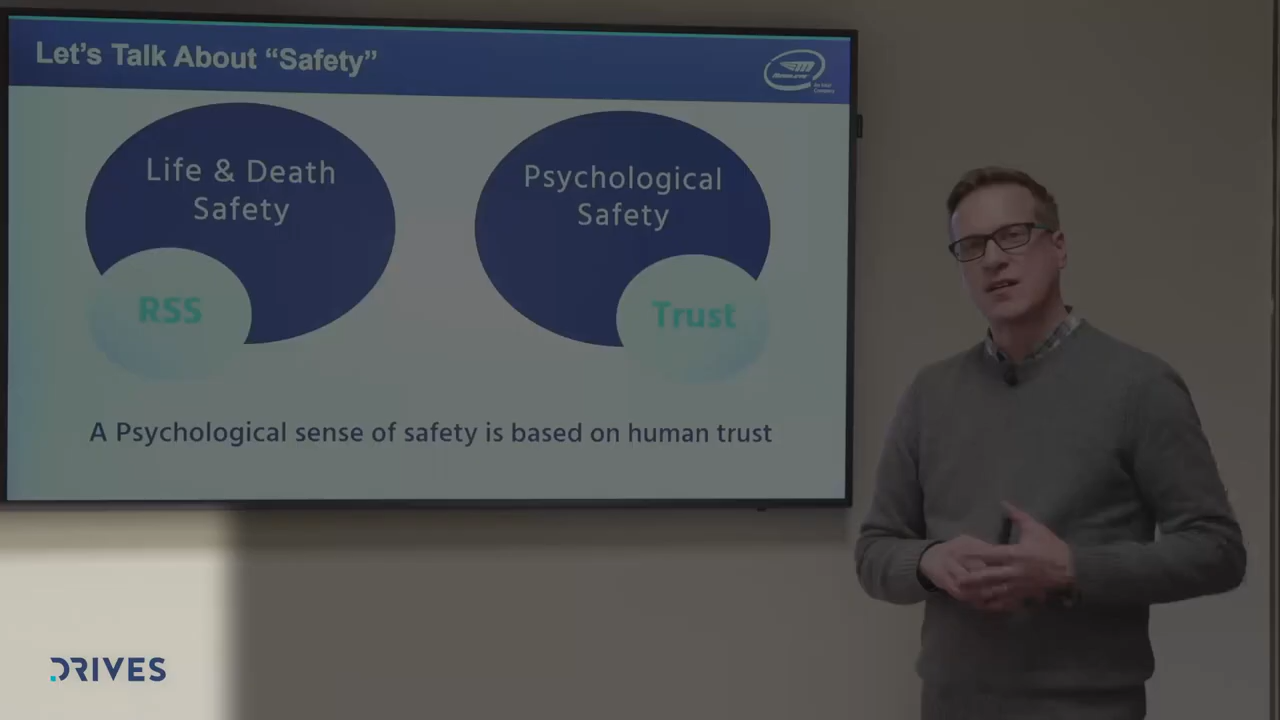 Let's Talk About “Safety”
Life & Death
Safety
RSS
Psychological
Safety
Trust
A Psychological sense of safety is based on human trust
DRIVES